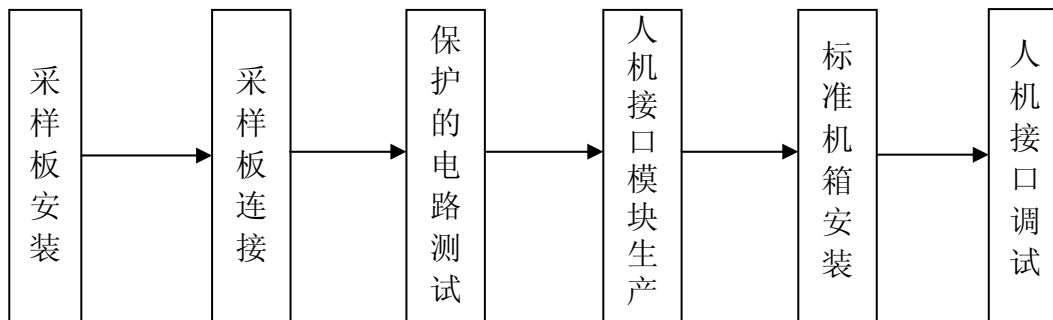 采样板安装
采样板连接
保护的电路测试
人机接口模块生产
标准机箱安装
人机接口调试